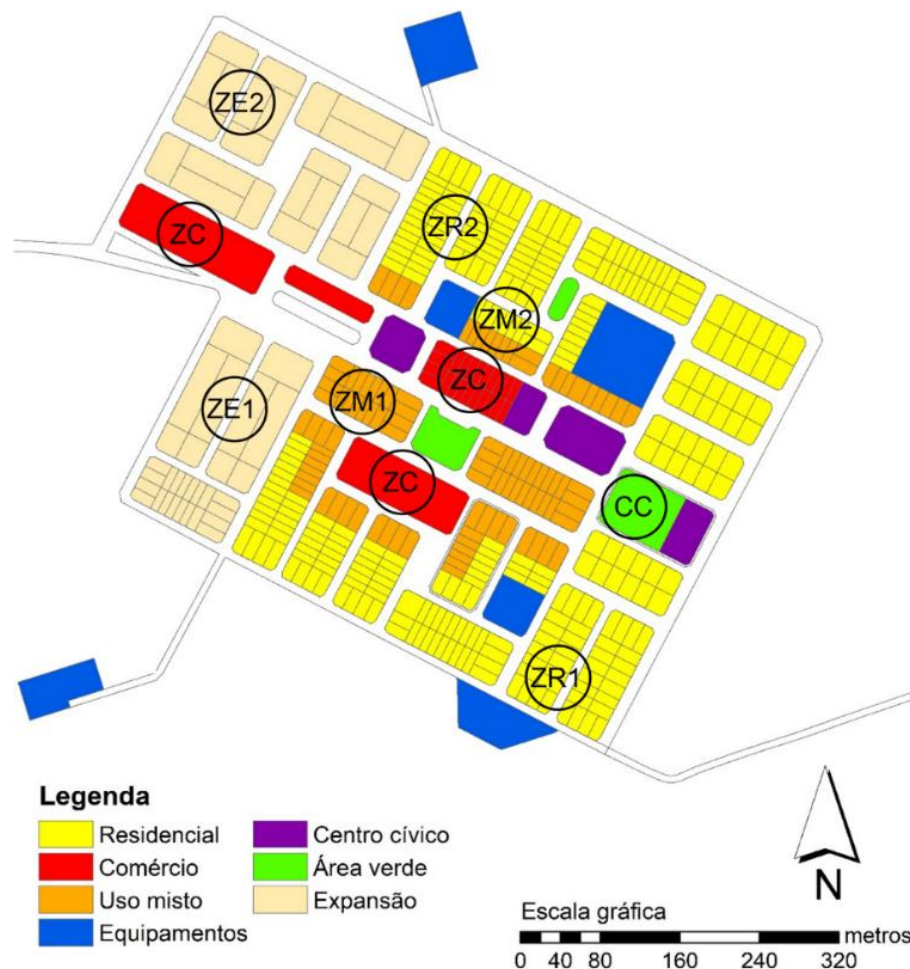 ZE2
ZC
ZR2
ZM2
ZC
ZE1
ZM1
ZC
CC
ZR1
Legenda
Residencial
Comércio
Uso misto
Equipamentos
Centro cívico
Área verde
Expansão
N
Escala gráfica
metros
0 40 80 160 240 320